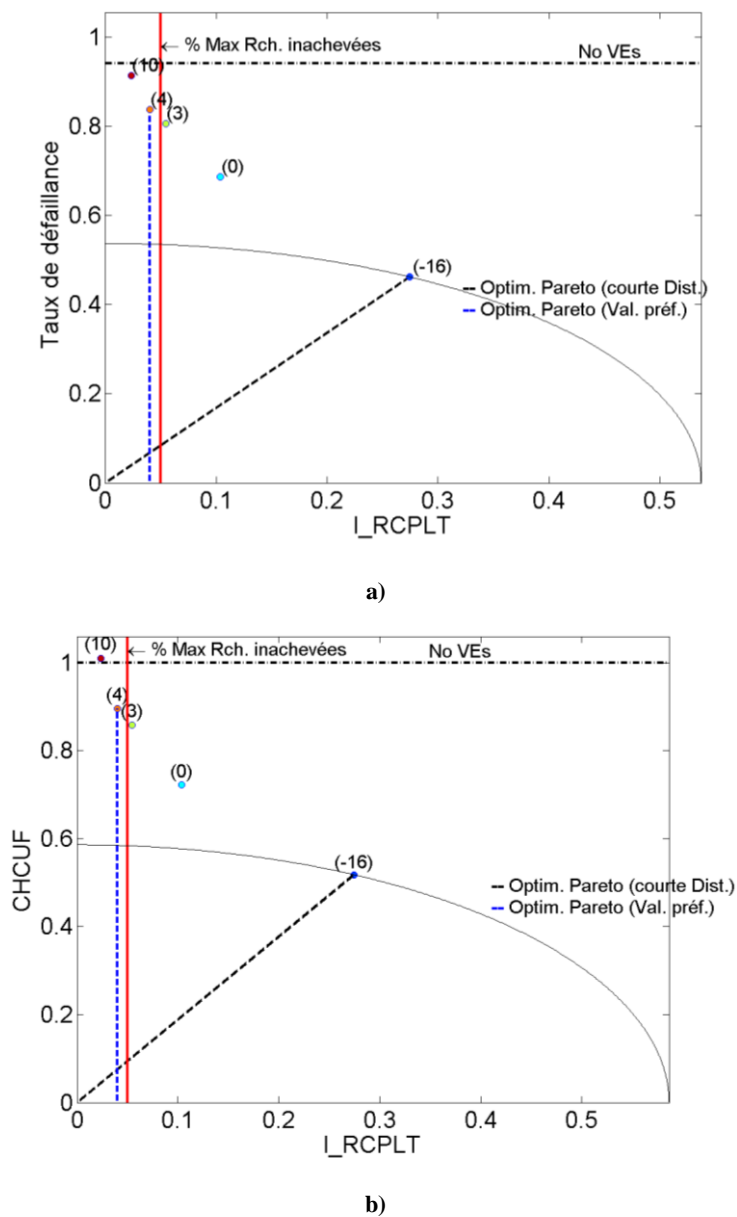 1
← % Max Rch. inachevées
No VEs
(10)
(4)
(3)
0.8
(0)
0.6
Taux de défaillance
(-16)
Optim. Pareto (courte Dist.)
0.4
Optim. Pareto (Val. préf.)
0.2
0
0 0.1 0.2 0.3 0.4 0.5
I_RCPLT
a)
(10)
← % Max Rch. inachevées
No VEs
1
(4)
(3)
0.8
(0)
0.6
(-16)
CHCUF
Optim. Pareto (courte Dist.)
Optim. Pareto (Val. préf.)
0.4
0.2
0
0 0.1 0.2 0.3 0.4 0.5
I_RCPLT
b)